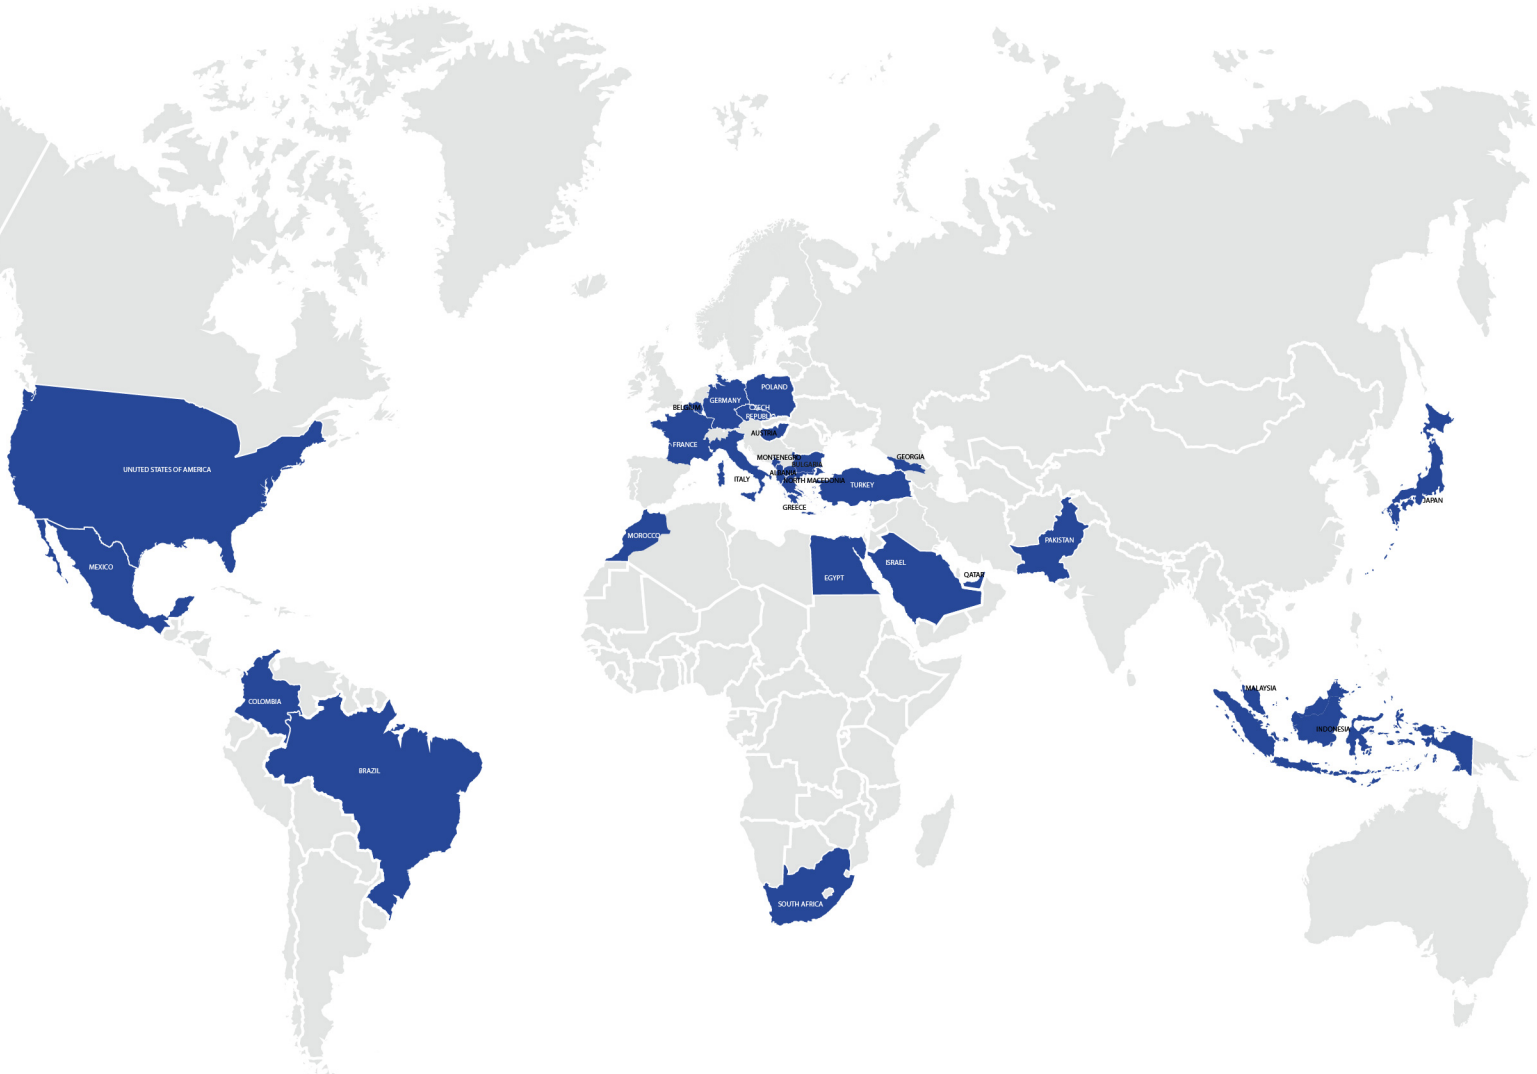 POLAND
GERMANY
BELGIUM
CZECH
REPUBLIC
AUSTRIA
FRANCE
MONTENEGRO
BULGARIA
GEORGIA
ALBANIA
ITALY
NORTH MACEDONIA
TURKEY
GREECE
UNUTED STATES OF AMERICA
JAPAN
MOROCCO
PAKISTAN
MEXICO
ISRAEL
QATAR
EGYPT
MALAYSIA
COLOMBIA
INDONESIA
BRAZIL
SOUTH AFRICA